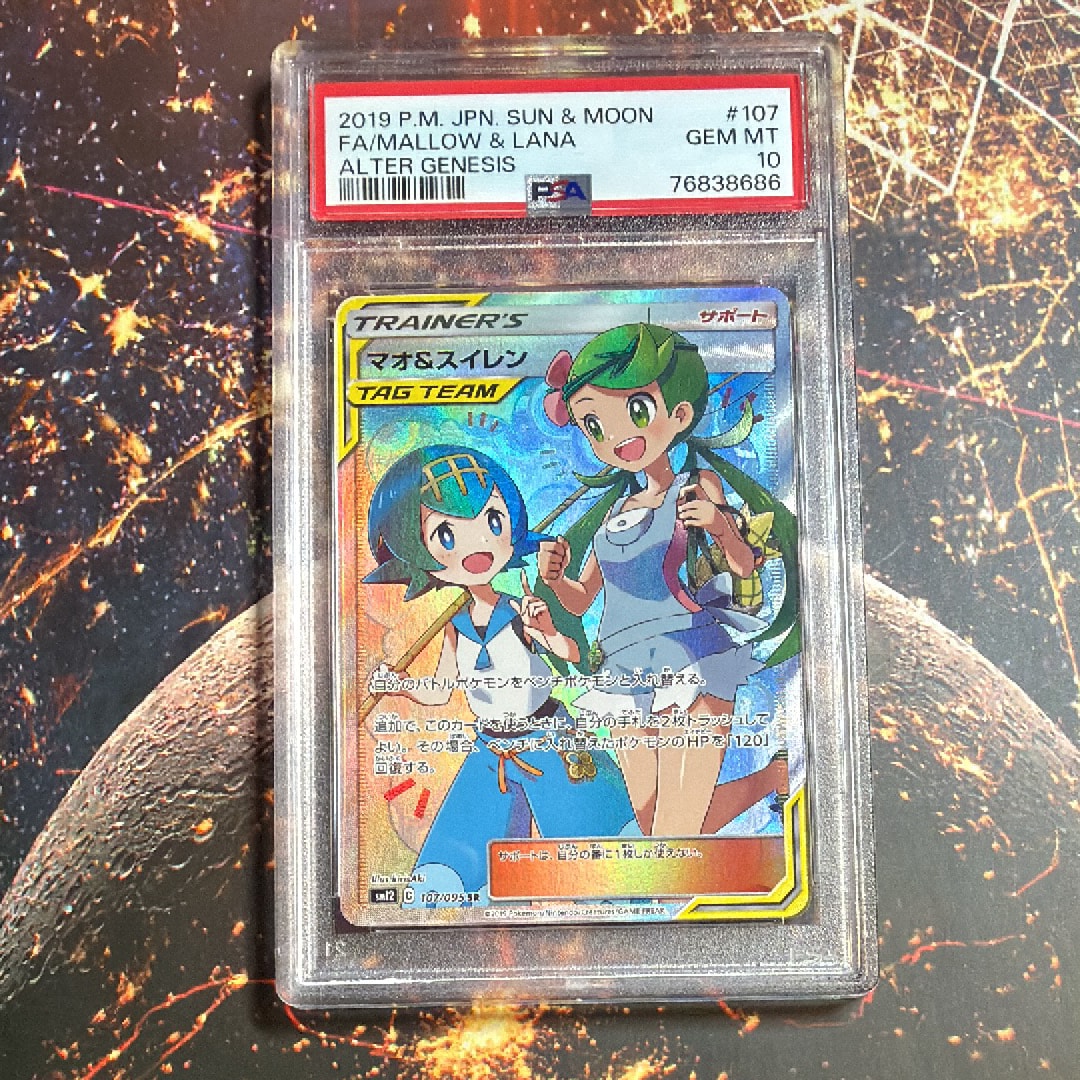 2019 P.M. JPN. SUN & MOON #107
FA/MALLOW & LANA GEM MT
ALTER GENESIS 10
PSA 76838686
TRAINER'S サポート
マオ&スイレン
TAG TEAM
自分のバトルポケモンをベンチポケモンと入れ替える。
追加で、このカードを使うときに、自分の手札を2枚トラッシュして
よい。その場合、ベンチに入れ替えたポケモンのHPを「120」
回復する。
サポートは、自分の番に1枚しか使えない。
sm12 C 107/095 SR
©2019 Pokémon/Nintendo/Creatures/GAME FREAK